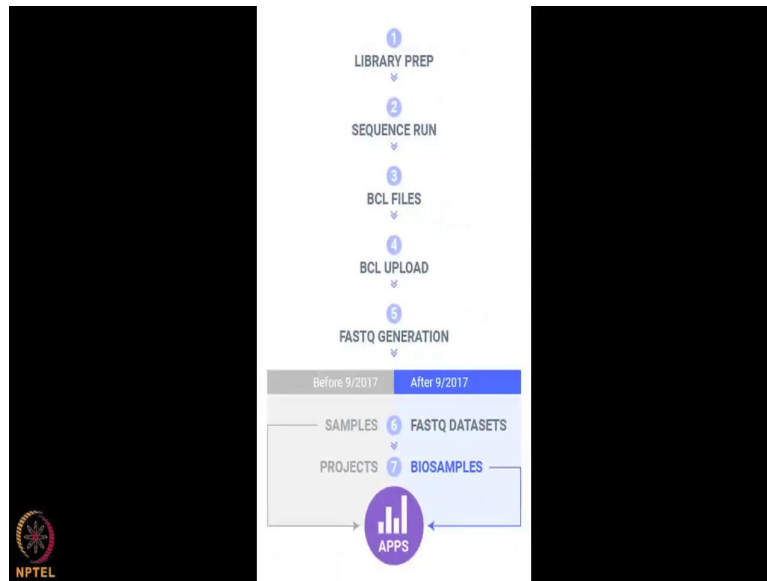 1
LIBRARY PREP
2
SEQUENCE RUN
3
BCL FILES
4
BCL UPLOAD
5
FASTQ GENERATION
Before 9/2017 After 9/2017
SAMPLES 6 FASTQ DATASETS
PROJECTS 7 BIOSAMPLES
APPS
NPTEL